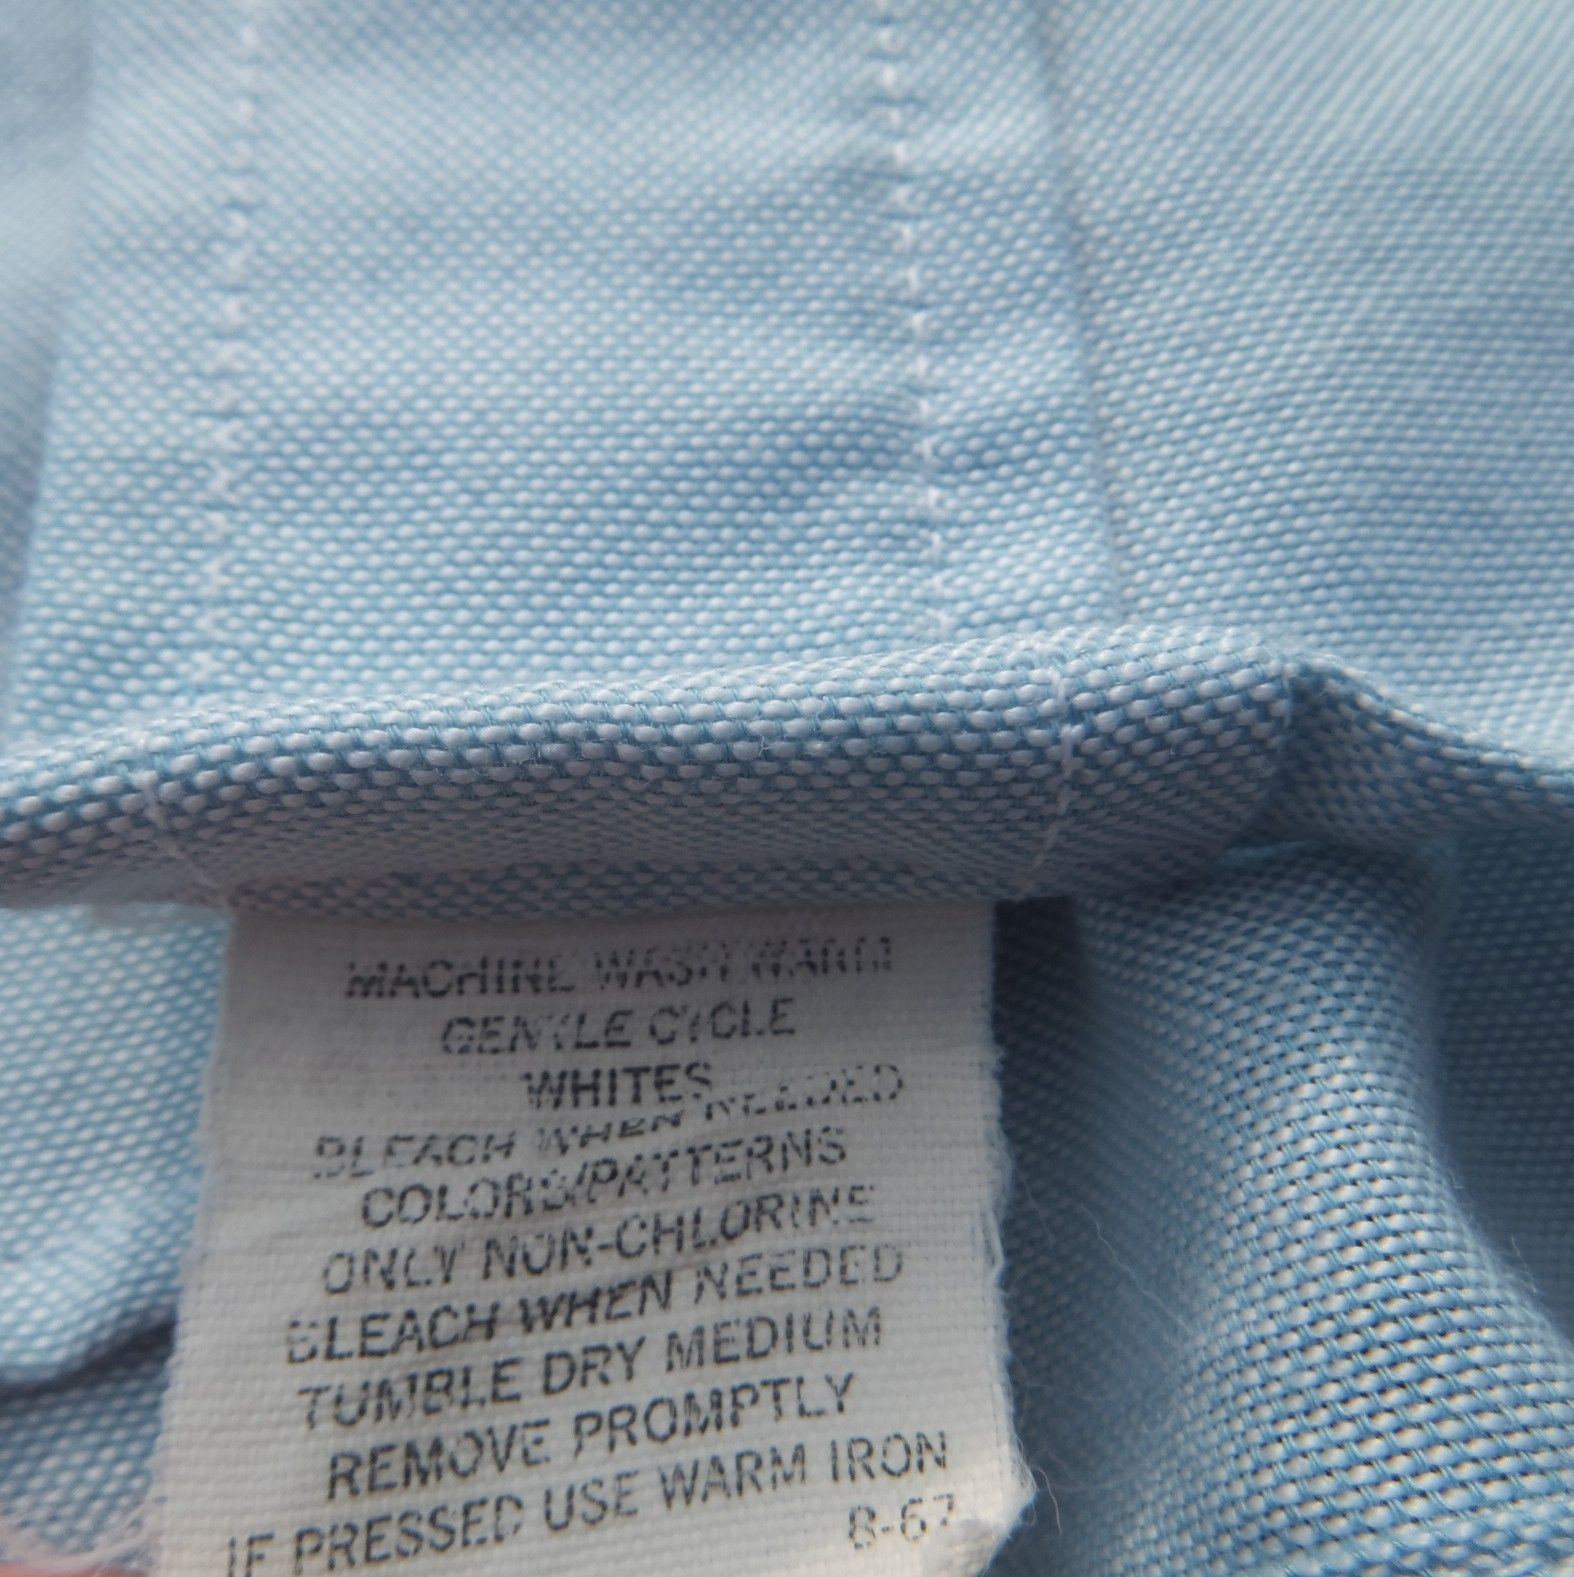 MACHINE WASH WARM
GENTLE CYCLE
WHITES
BLEACH WHEN NEEDED
COLORS/PATTERNS
ONLY NON-CHLORINE
BLEACH WHEN NEEDED
TUMBLE DRY MEDIUM
REMOVE PROMPTLY
IF PRESSED USE WARM IRON
8-67